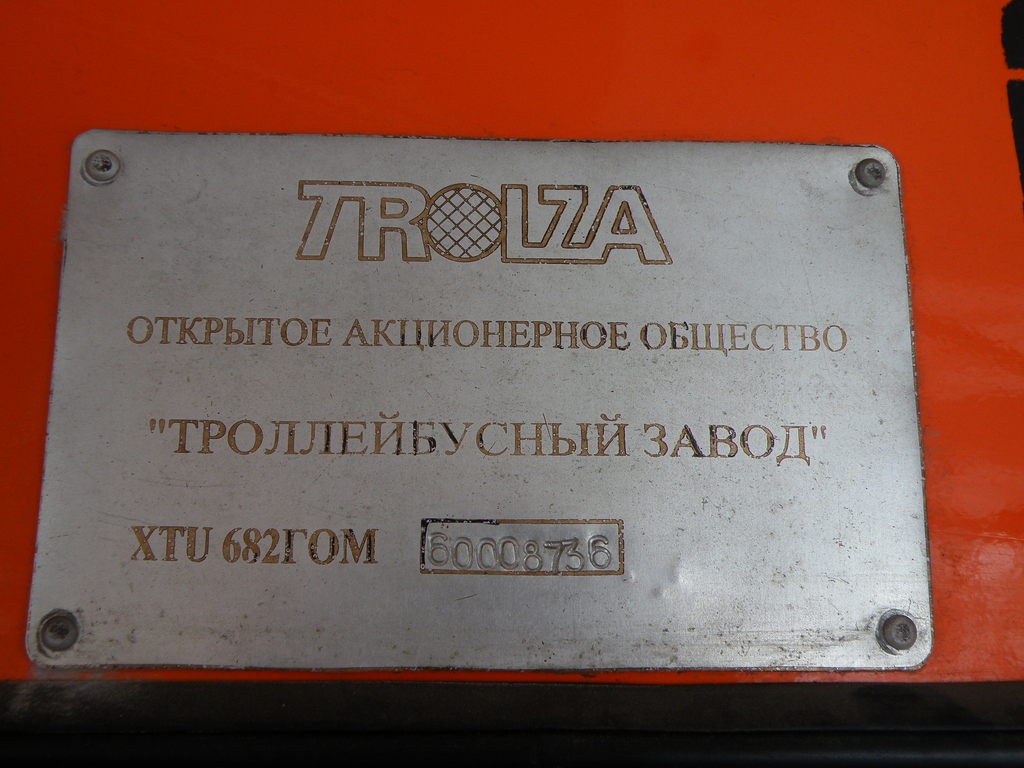 TROLZA
ОТКРЫТОЕ АКЦИОНЕРНОЕ ОБЩЕСТВО
"ТРОЛЛЕЙБУСНЫЙ ЗАВОД"
XTU 682ГОМ 60008736